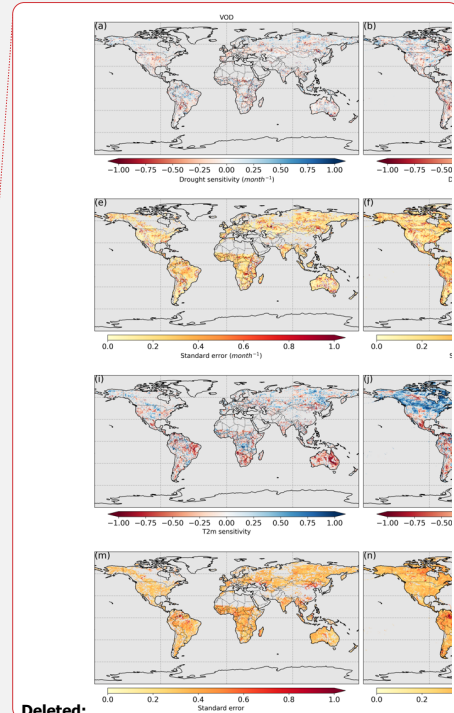 VOD
(a) (b)
−1.00 −0.75 −0.50 −0.25 0.00 0.25 0.50 0.75 1.00 −1.00 −0.75 −0.50
Drought sensitivity (month⁻¹) D
(e) (f)
0.0 0.2 0.4 0.6 0.8 1.0 0.0 0.2
Standard error (month⁻¹) S
(i) (j)
−1.00 −0.75 −0.50 −0.25 0.00 0.25 0.50 0.75 1.00 −1.00 −0.75 −0.50
T2m sensitivity
(m) (n)
0.0 0.2 0.4 0.6 0.8 1.0 0.0 0.2
Standard error
Deleted: